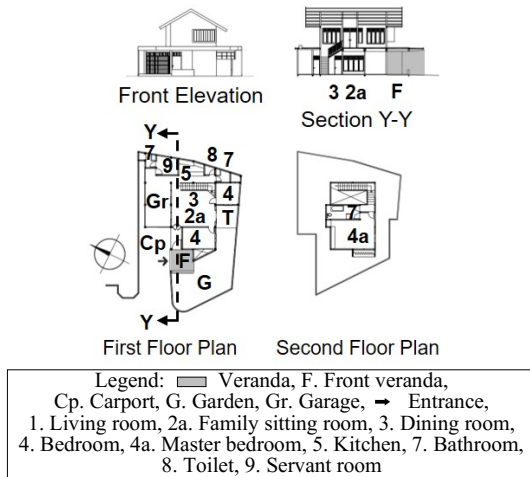 Front Elevation
3 2a F
Section Y-Y
Y
7
9
5
8
7
Gr
3
4
2a
T
Cp
4
F
G
Y
7
4a
First Floor Plan
Second Floor Plan
Legend: Veranda, F. Front veranda,
Cp. Carport, G. Garden, Gr. Garage, → Entrance,
1. Living room, 2a. Family sitting room, 3. Dining room,
4. Bedroom, 4a. Master bedroom, 5. Kitchen, 7. Bathroom,
8. Toilet, 9. Servant room